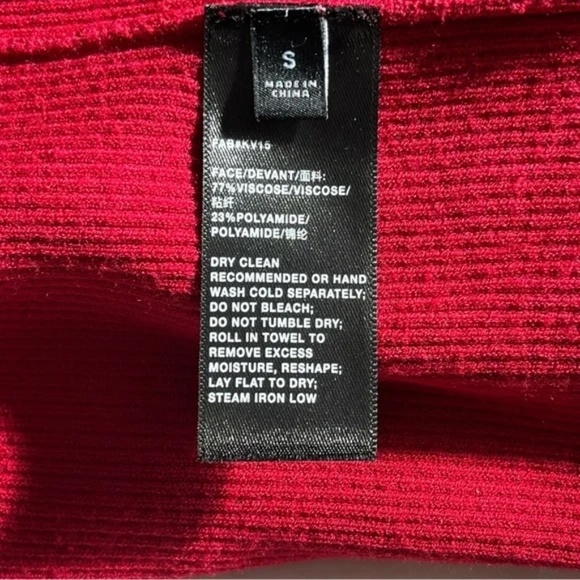 S
MADE IN
CHINA
FAB#KV15
FACE/DEVANT/面料:
77%VISCOSE/VISCOSE/
粘纤
23%POLYAMIDE/
POLYAMIDE/锦纶
DRY CLEAN
RECOMMENDED OR HAND
WASH COLD SEPARATELY;
DO NOT BLEACH;
DO NOT TUMBLE DRY;
ROLL IN TOWEL TO
REMOVE EXCESS
MOISTURE, RESHAPE;
LAY FLAT TO DRY;
STEAM IRON LOW